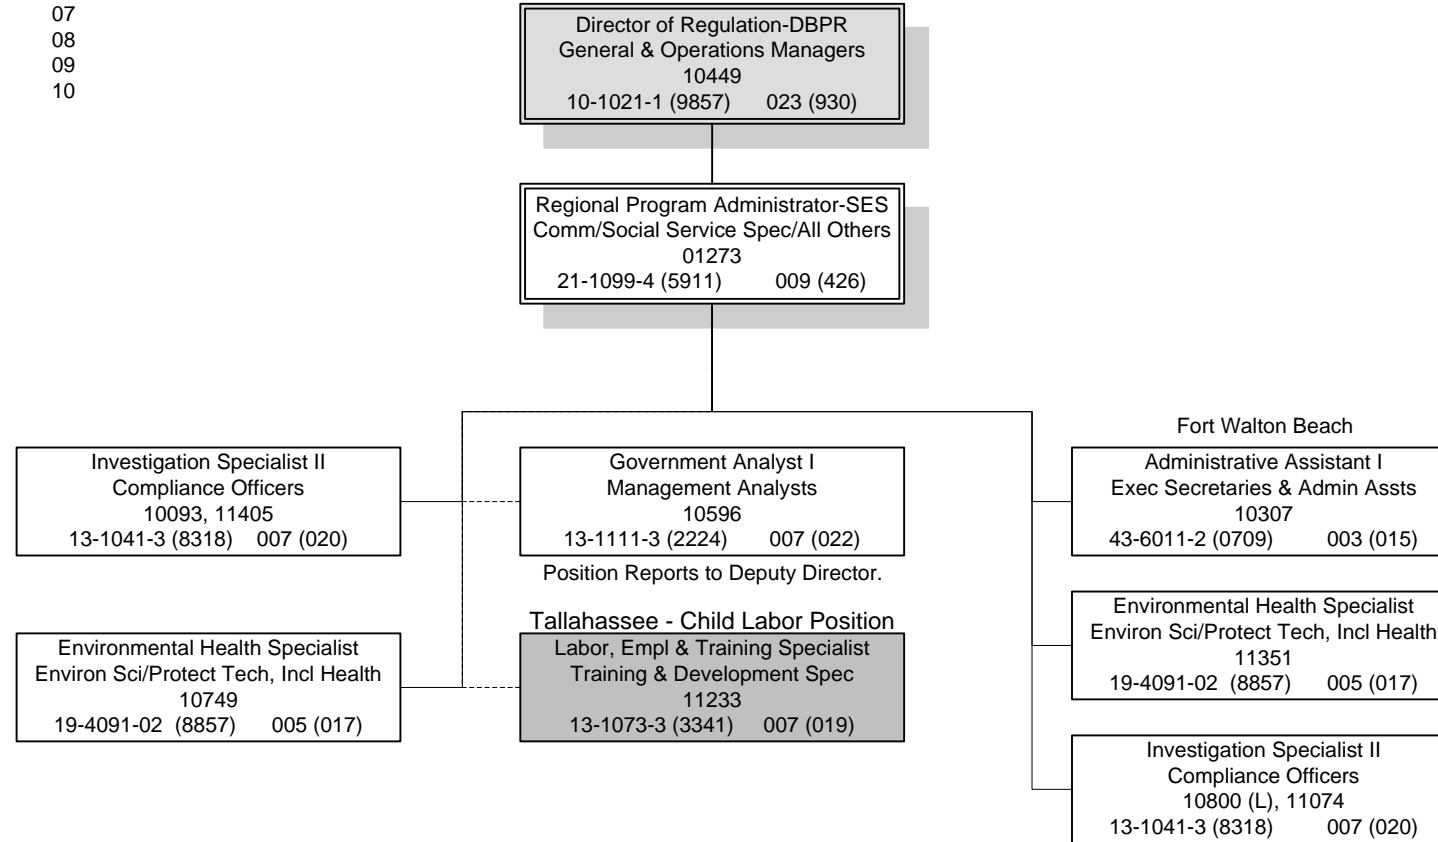 07
08
09
10
Director of Regulation-DBPR
General & Operations Managers
10449
10-1021-1 (9857) 023 (930)
Regional Program Administrator-SES
Comm/Social Service Spec/All Others
01273
21-1099-4 (5911) 009 (426)
Investigation Specialist II
Compliance Officers
10093, 11405
13-1041-3 (8318) 007 (020)
Environmental Health Specialist
Environ Sci/Protect Tech, Incl Health
10749
19-4091-02 (8857) 005 (017)
Government Analyst I
Management Analysts
10596
13-1111-3 (2224) 007 (022)
Position Reports to Deputy Director.
Tallahassee - Child Labor Position
Labor, Empl & Training Specialist
Training & Development Spec
11233
13-1073-3 (3341) 007 (019)
Fort Walton Beach
Administrative Assistant I
Exec Secretaries & Admin Assts
10307
43-6011-2 (0709) 003 (015)
Environmental Health Specialist
Environ Sci/Protect Tech, Incl Health
11351
19-4091-02 (8857) 005 (017)
Investigation Specialist II
Compliance Officers
10800 (L), 11074
13-1041-3 (8318) 007 (020)